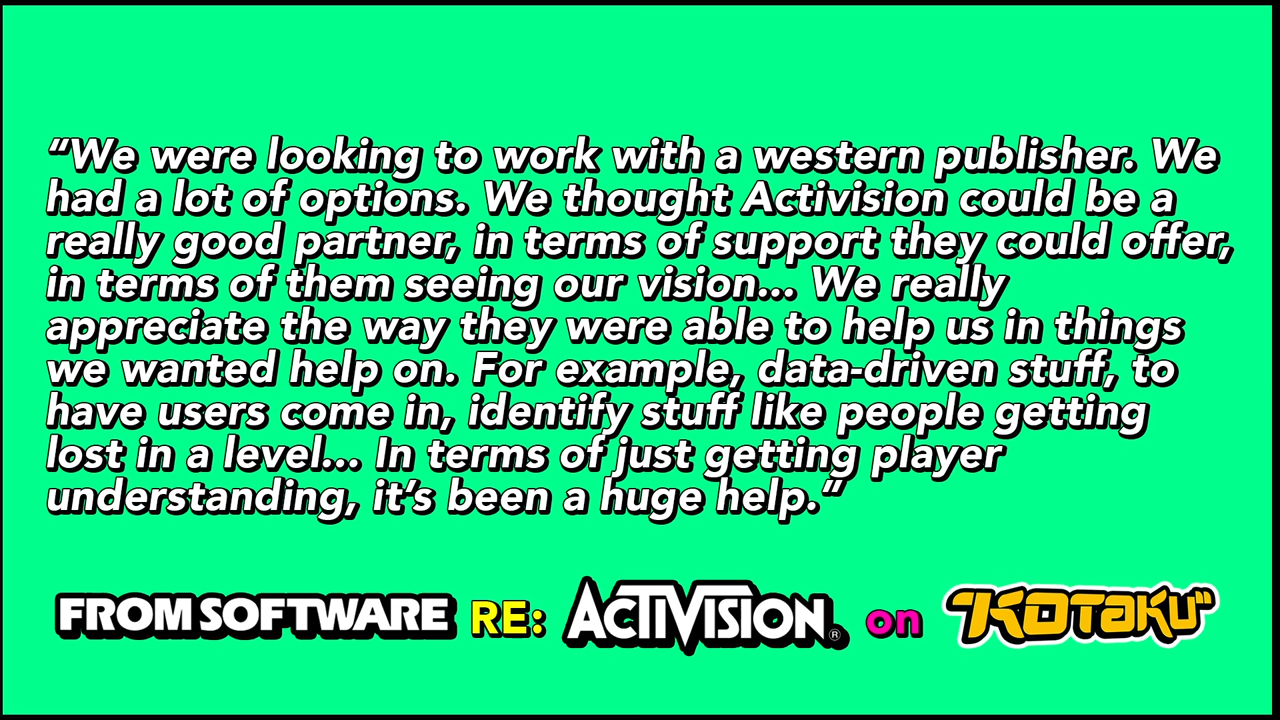 “We were looking to work with a western publisher. We
had a lot of options. We thought Activision could be a
really good partner, in terms of support they could offer,
in terms of them seeing our vision... We really
appreciate the way they were able to help us in things
we wanted help on. For example, data-driven stuff, to
have users come in, identify stuff like people getting
lost in a level... In terms of just getting player
understanding, it’s been a huge help.”
FROMSOFTWARE RE: ACTIVISION® on "KOTAKU"